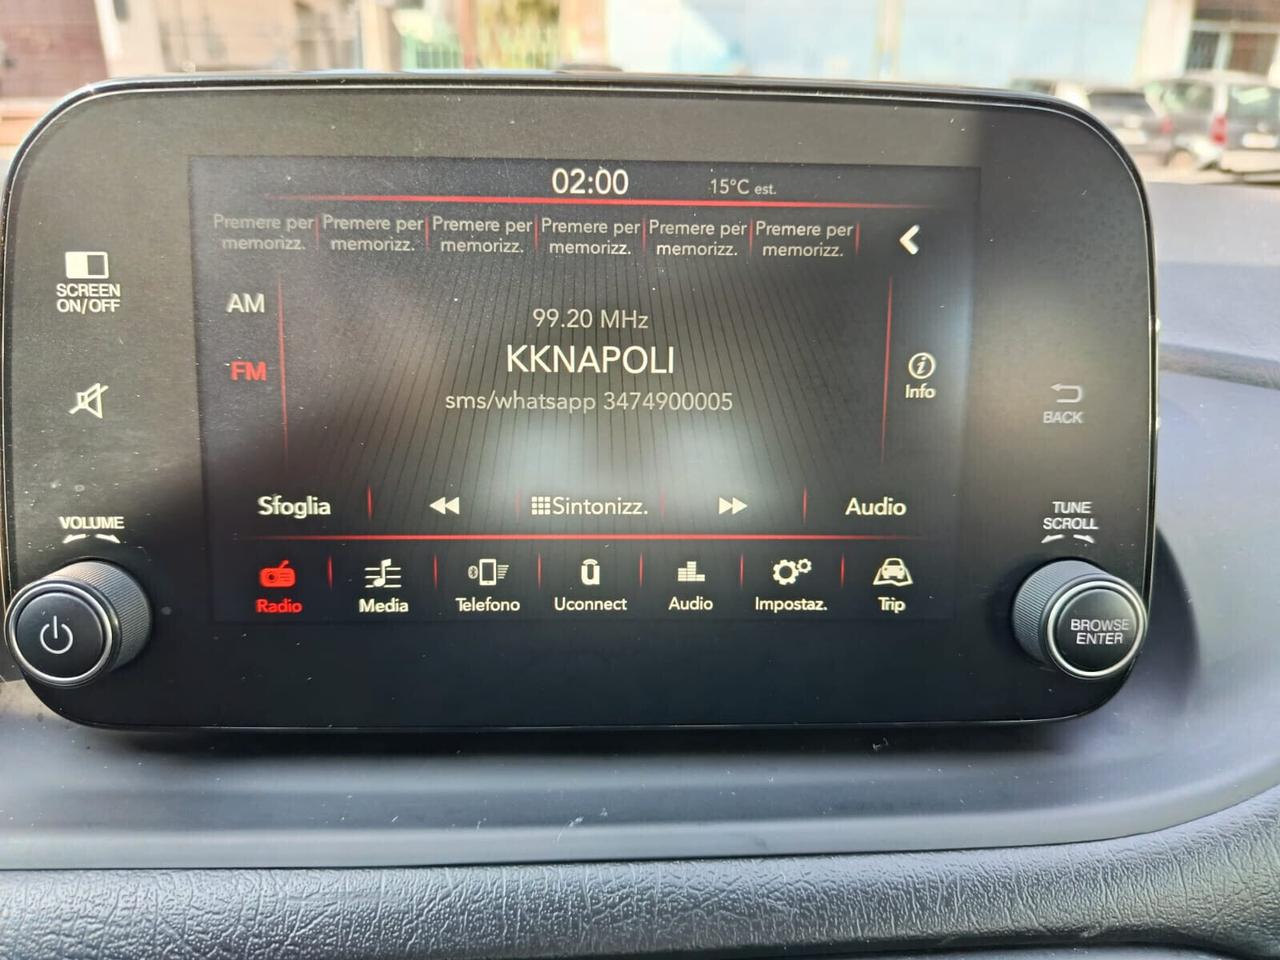 02:00 15°C est.
Premere per Premere per Premere per Premere per Premere per Premere per
memorizz. memorizz. memorizz. memorizz. memorizz. memorizz.
SCREEN
ON/OFF
AM
99.20 MHz
KKNAPOLI
FM
sms/whatsapp 3474900005
Info
BACK
Sfoglia Sintonizz. Audio
VOLUME
TUNE
SCROLL
Radio Media Telefono Uconnect Audio Impostaz. Trip
BROWSE
ENTER